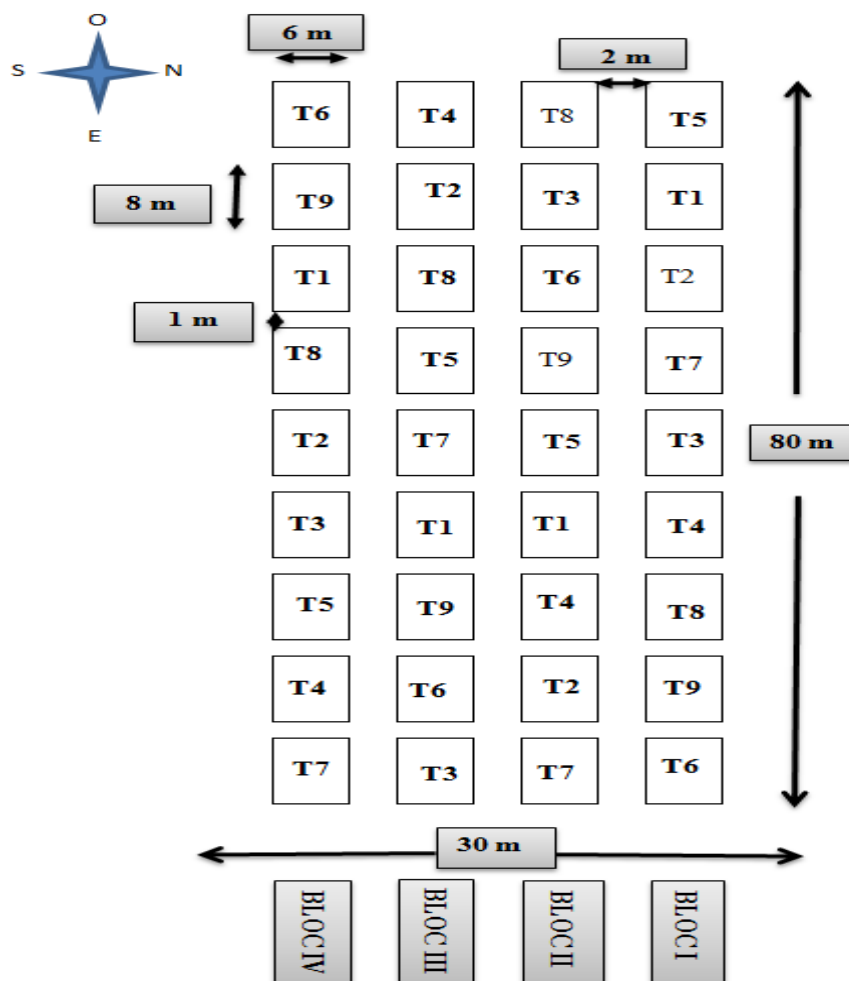 O
S N
E
6 m
2 m
T6 T4 T8 T5
8 m
T9 T2 T3 T1
T1 T8 T6 T2
1 m
T8 T5 T9 T7
T2 T7 T5 T3
80 m
T3 T1 T1 T4
T5 T9 T4 T8
T4 T6 T2 T9
T7 T3 T7 T6
30 m
BLOC IV
BLOC III
BLOC II
BLOC I